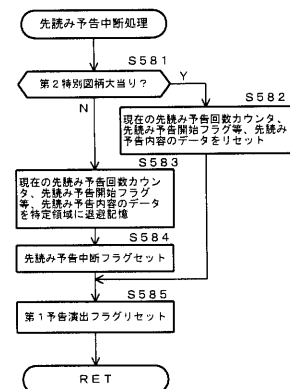 先読み予告中断処理
S581
第2特別図柄大当り?
Y
N
S582
現在の先読み予告回数カウン
タ、先読み予告開始フラグ等、先読み
予告内容のデータをリセット
S583
現在の先読み予告回数カウン
タ、先読み予告開始フラグ
等、先読み予告内容のデータ
を特定領域に退避記憶
S584
先読み予告中断フラグセット
S585
第1予告演出フラグリセット
RET